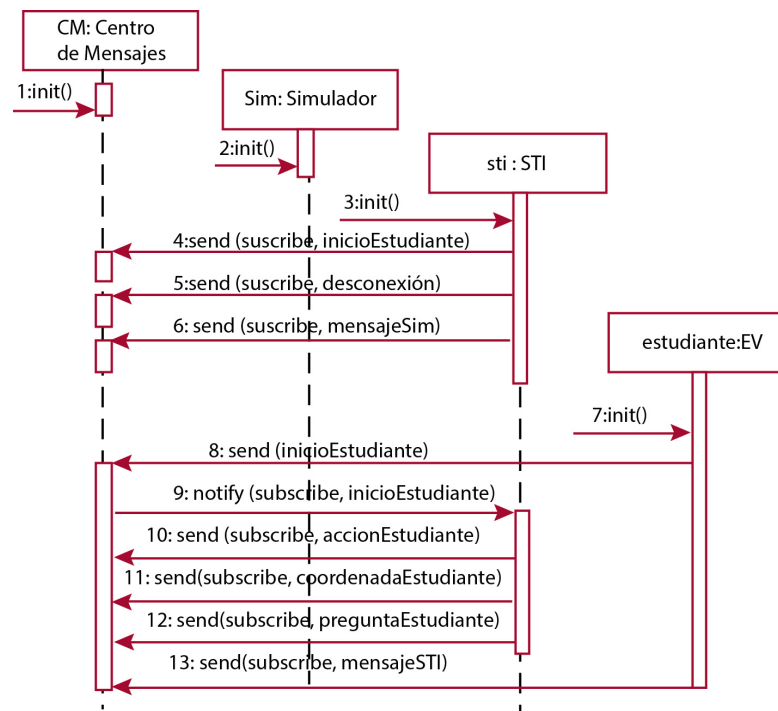 CM: Centro
de Mensajes
1:init()
Sim: Simulador
2:init()
sti : STI
3:init()
4:send (suscribe, inicioEstudiante)
5:send (suscribe, desconexión)
6: send (suscribe, mensajeSim)
estudiante:EV
7:init()
8: send (inicioEstudiante)
9: notify (subscribe, inicioEstudiante)
10: send (subscribe, accionEstudiante)
11: send(subscribe, coordenadaEstudiante)
12: send(subscribe, preguntaEstudiante)
13: send(subscribe, mensajeSTI)